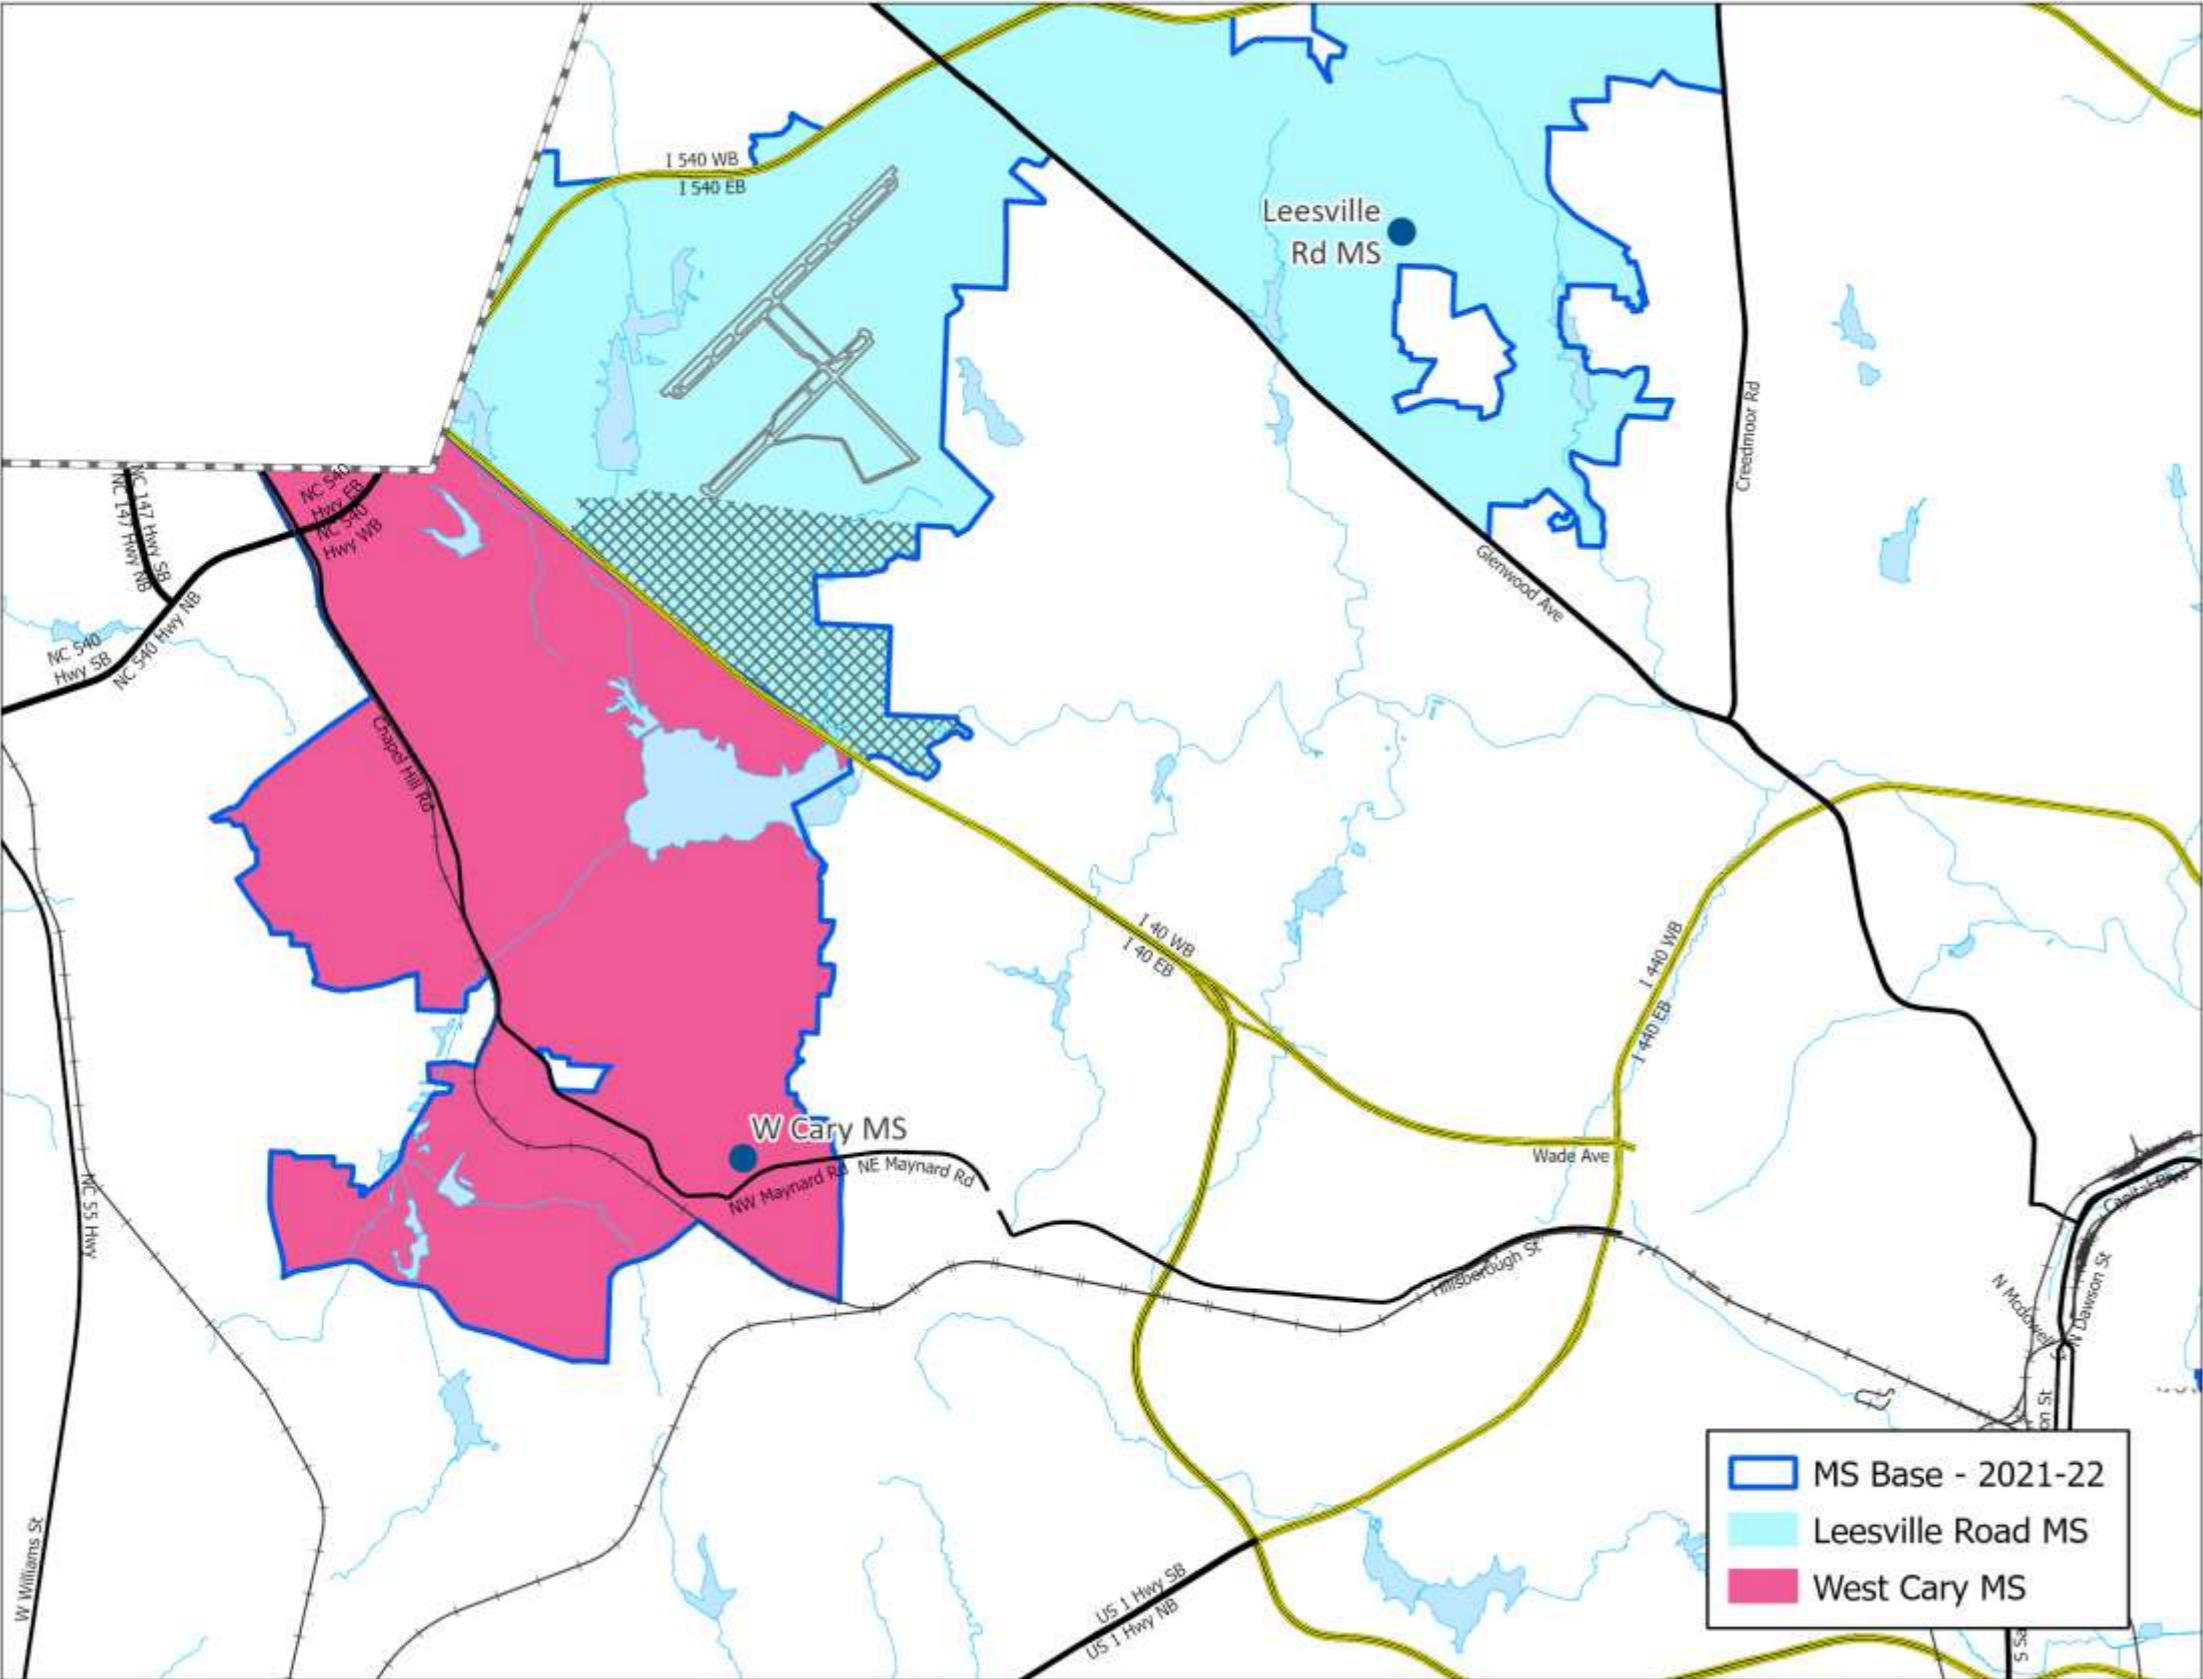 I 540 WB
I 540 EB
Leesville
Rd MS
Creedmoor Rd
NC 540
Hwy EB
NC 540
Hwy WB
NC 147 Hwy SB
NC 147 Hwy NB
NC 540
Hwy SB
NC 540 Hwy NB
Glenwood Ave
Chapel Hill Rd
I 40 WB
I 40 EB
I 440 WB
I 440 EB
W Cary MS
NW Maynard Rd
NE Maynard Rd
Wade Ave
NC 55 Hwy
Capital Blvd
Hillsborough St
N Mcdowell
N Dawson St
on St
W Williams St
US 1 Hwy SB
US 1 Hwy NB
S Sa
MS Base - 2021-22
Leesville Road MS
West Cary MS